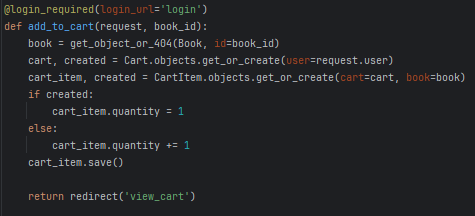 @login_required(login_url='login')
def add_to_cart(request, book_id):
    book = get_object_or_404(Book, id=book_id)
    cart, created = Cart.objects.get_or_create(user=request.user)
    cart_item, created = CartItem.objects.get_or_create(cart=cart, book=book)
    if created:
        cart_item.quantity = 1
    else:
        cart_item.quantity += 1
    cart_item.save()

    return redirect('view_cart')